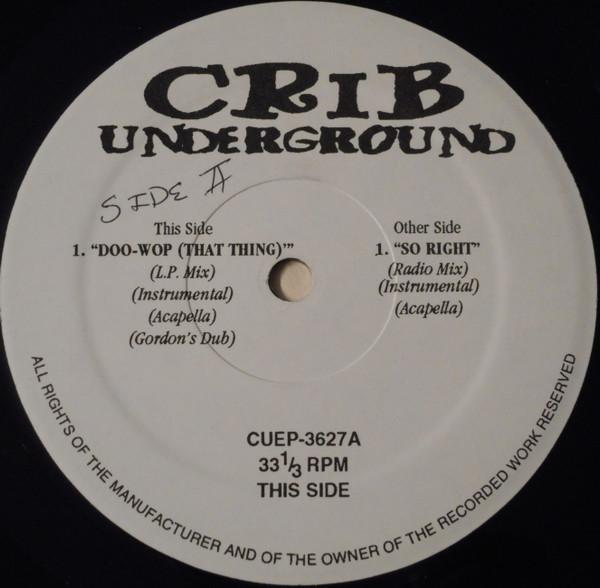 CRIB
UNDERGROUND
SIDE II
This Side
1. "DOO-WOP (THAT THING)'"
(L.P. Mix)
(Instrumental)
(Acapella)
(Gordon's Dub)
Other Side
1. "SO RIGHT"
(Radio Mix)
(Instrumental)
(Acapella)
CUEP-3627A
33 1/3 RPM
THIS SIDE
ALL RIGHTS OF THE MANUFACTURER AND OF THE OWNER OF THE RECORDED WORK RESERVED